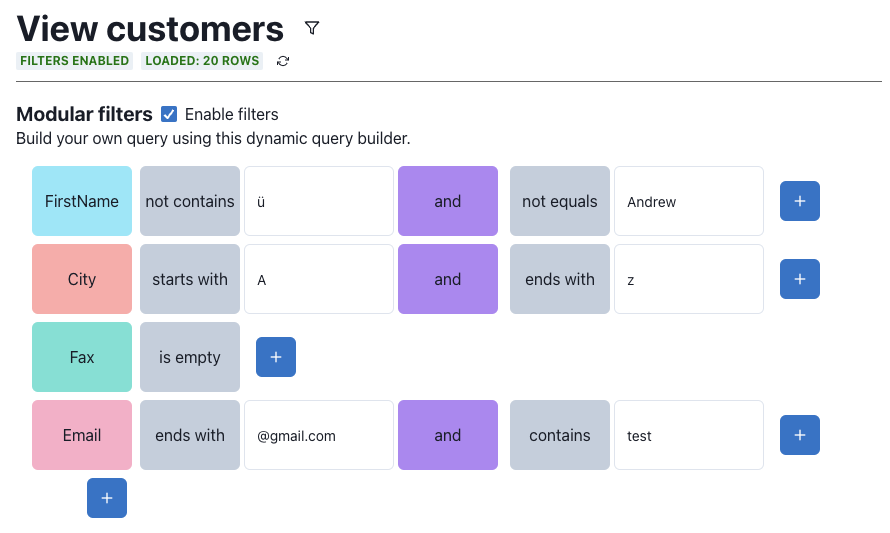 View customers
FILTERS ENABLED LOADED: 20 ROWS
Modular filters Enable filters
Build your own query using this dynamic query builder.
FirstName not contains ü and not equals Andrew +
City starts with A and ends with z +
Fax is empty +
Email ends with @gmail.com and contains test +
+